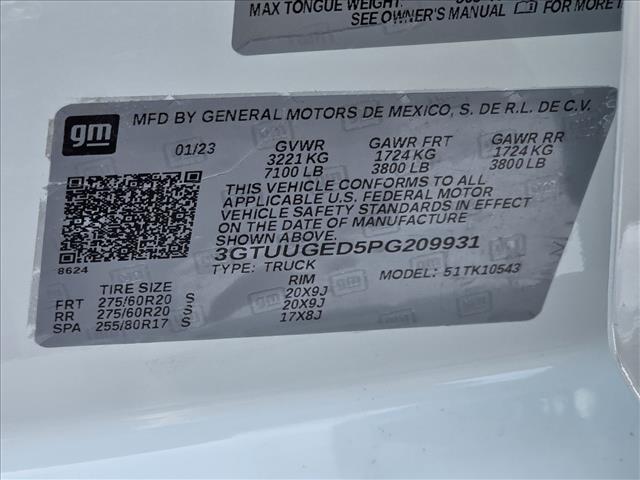 MAX TONGUE WEIGHT:
SEE OWNER'S MANUAL FOR MORE
gm
MFD BY GENERAL MOTORS DE MEXICO, S. DE R.L. DE C.V.
01/23 GVWR GAWR FRT GAWR RR
3221 KG 1724 KG 1724 KG
7100 LB 3800 LB 3800 LB
THIS VEHICLE CONFORMS TO ALL
APPLICABLE U.S. FEDERAL MOTOR
VEHICLE SAFETY STANDARDS IN EFFECT
ON THE DATE OF MANUFACTURE
SHOWN ABOVE.
8624
3GTUUGED5PG209931
TYPE: TRUCK MODEL: 51TK10543
TIRE SIZE RIM
FRT 275/60R20 S 20X9J
RR 275/60R20 S 20X9J
SPA 255/80R17 S 17X8J